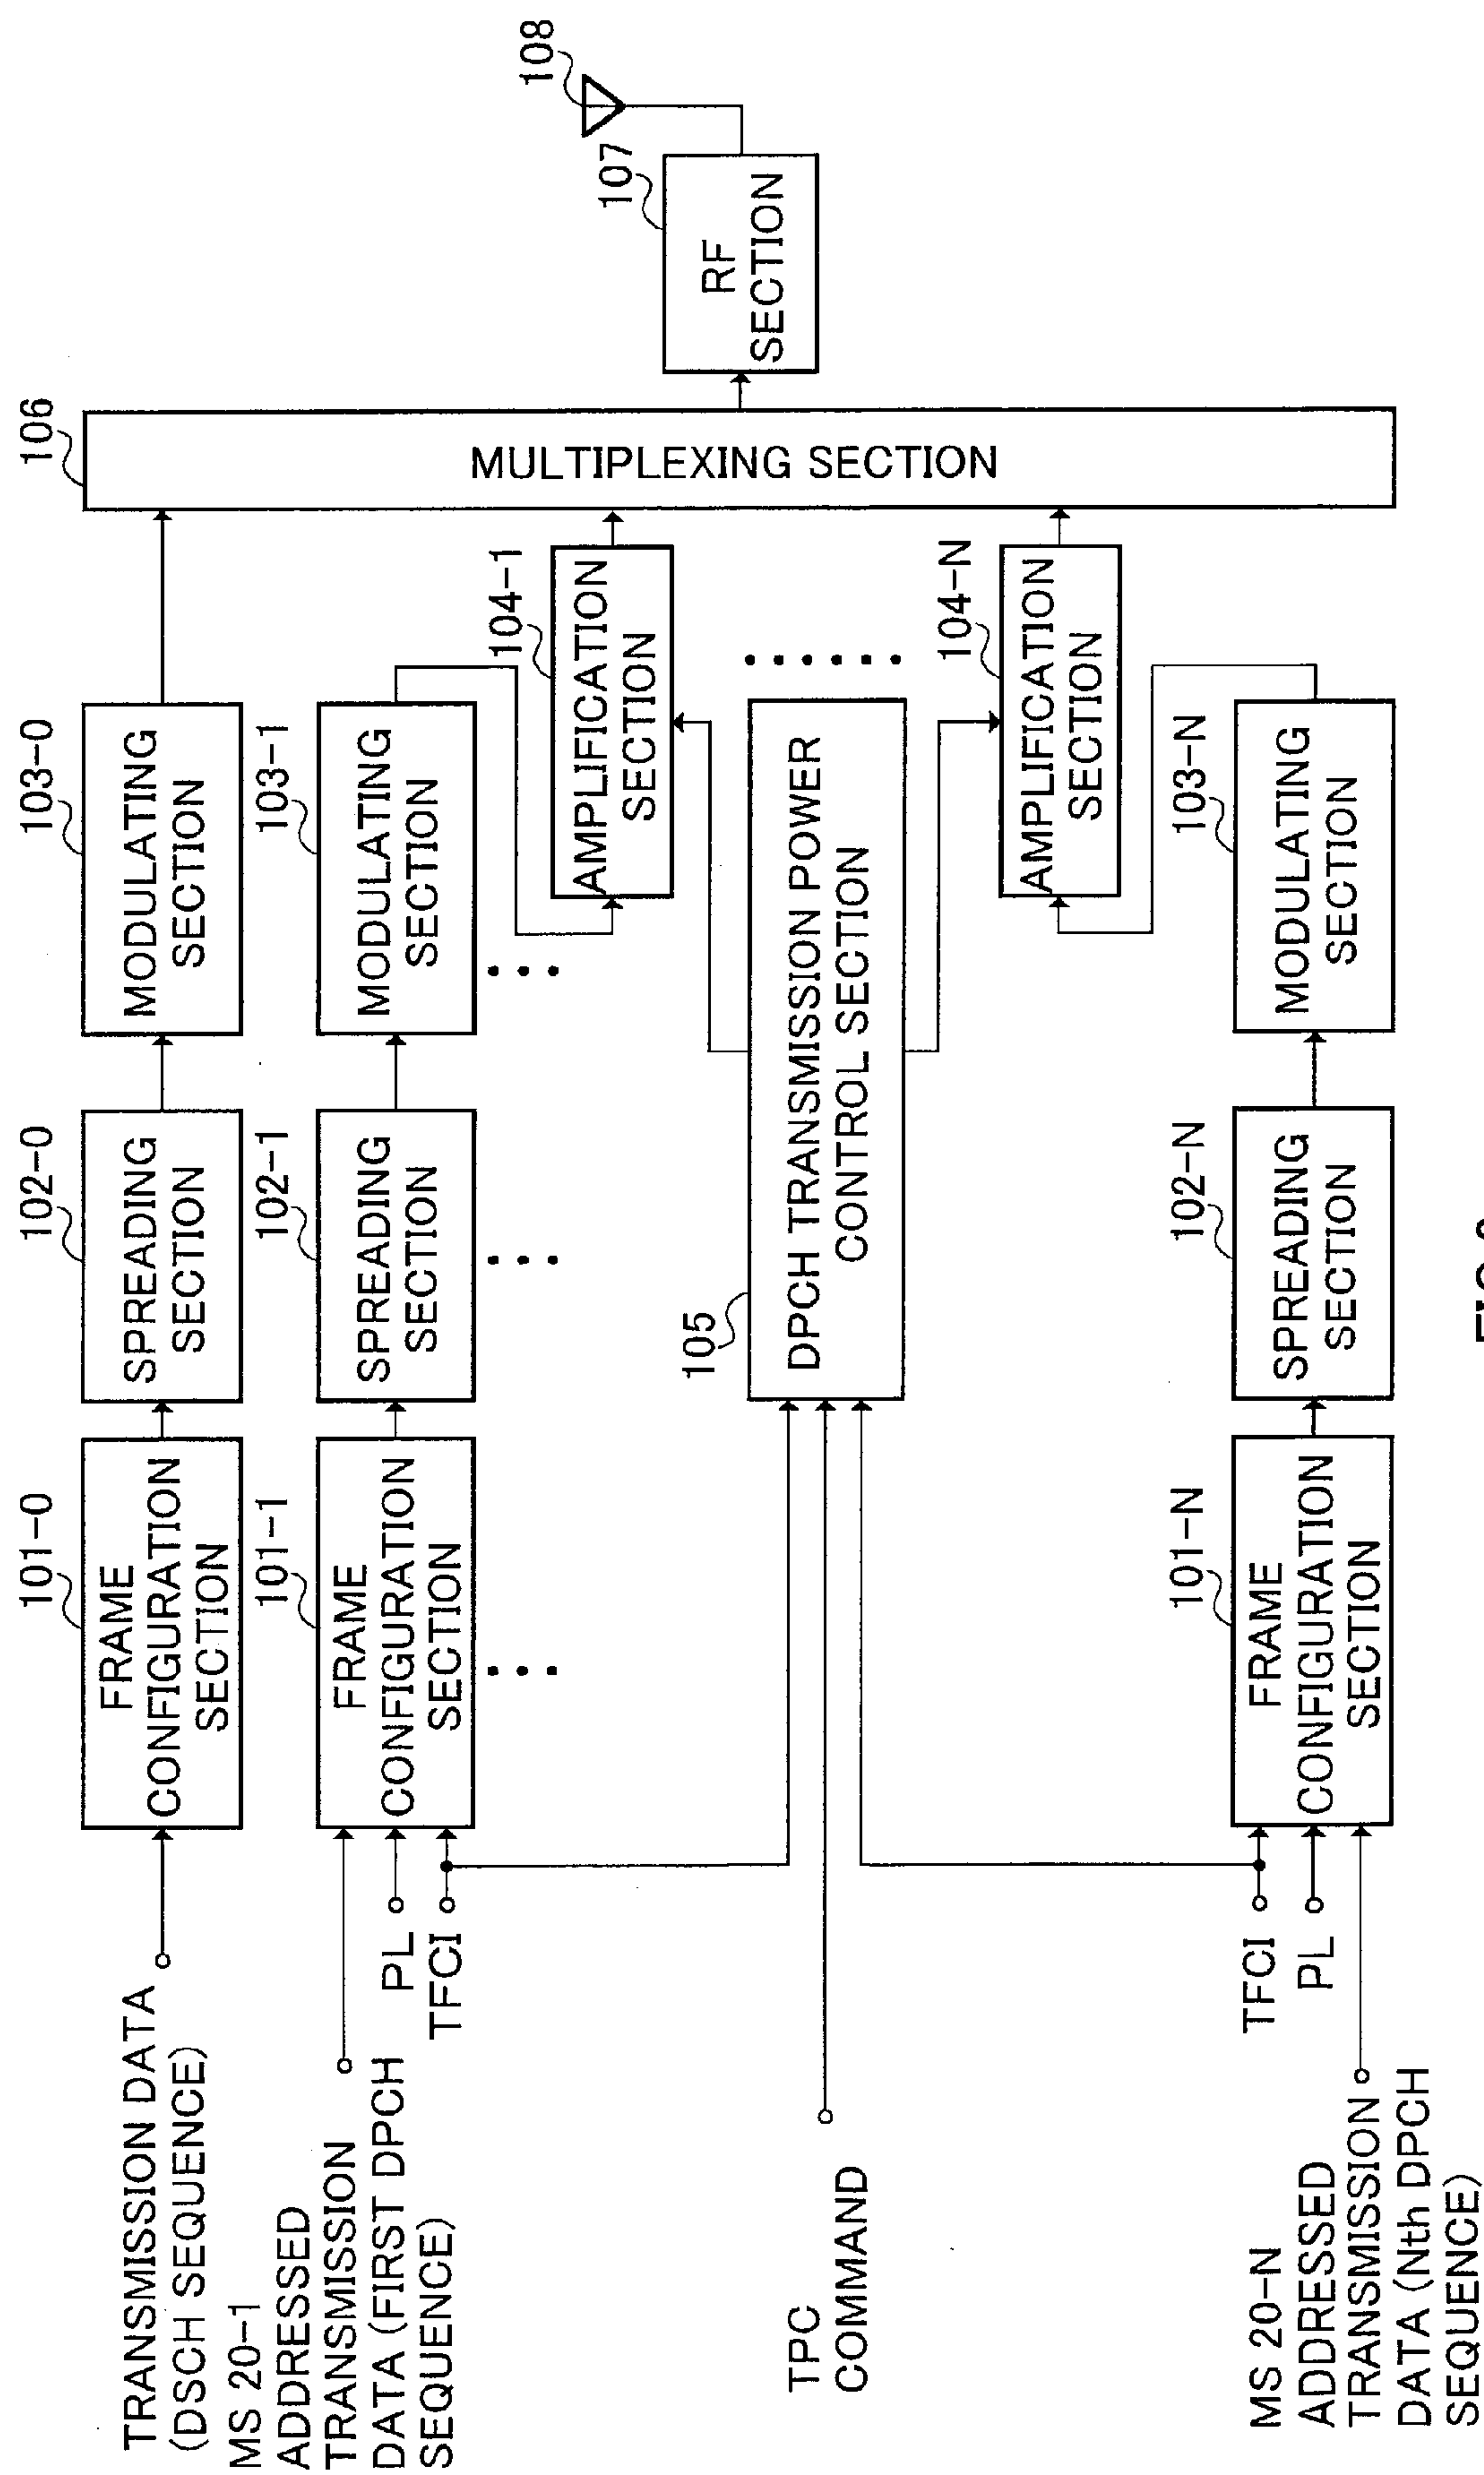 TRANSMISSION DATA
(DSCH SEQUENCE)
101-0
FRAME
CONFIGURATION
SECTION
102-0
SPREADING
SECTION
103-0
MODULATING
SECTION
MS 20-1
ADDRESSED
TRANSMISSION
DATA (FIRST DPCH
SEQUENCE)
PL
TFCI
101-1
FRAME
CONFIGURATION
SECTION
102-1
SPREADING
SECTION
103-1
MODULATING
SECTION
104-1
AMPLIFICATION
SECTION
106
MULTIPLEXING SECTION
107
RF
SECTION
108
TPC
COMMAND
105
DPCH TRANSMISSION POWER
CONTROL SECTION
104-N
AMPLIFICATION
SECTION
TFCI
PL
MS 20-N
ADDRESSED
TRANSMISSION
DATA (Nth DPCH
SEQUENCE)
101-N
FRAME
CONFIGURATION
SECTION
102-N
SPREADING
SECTION
103-N
MODULATING
SECTION